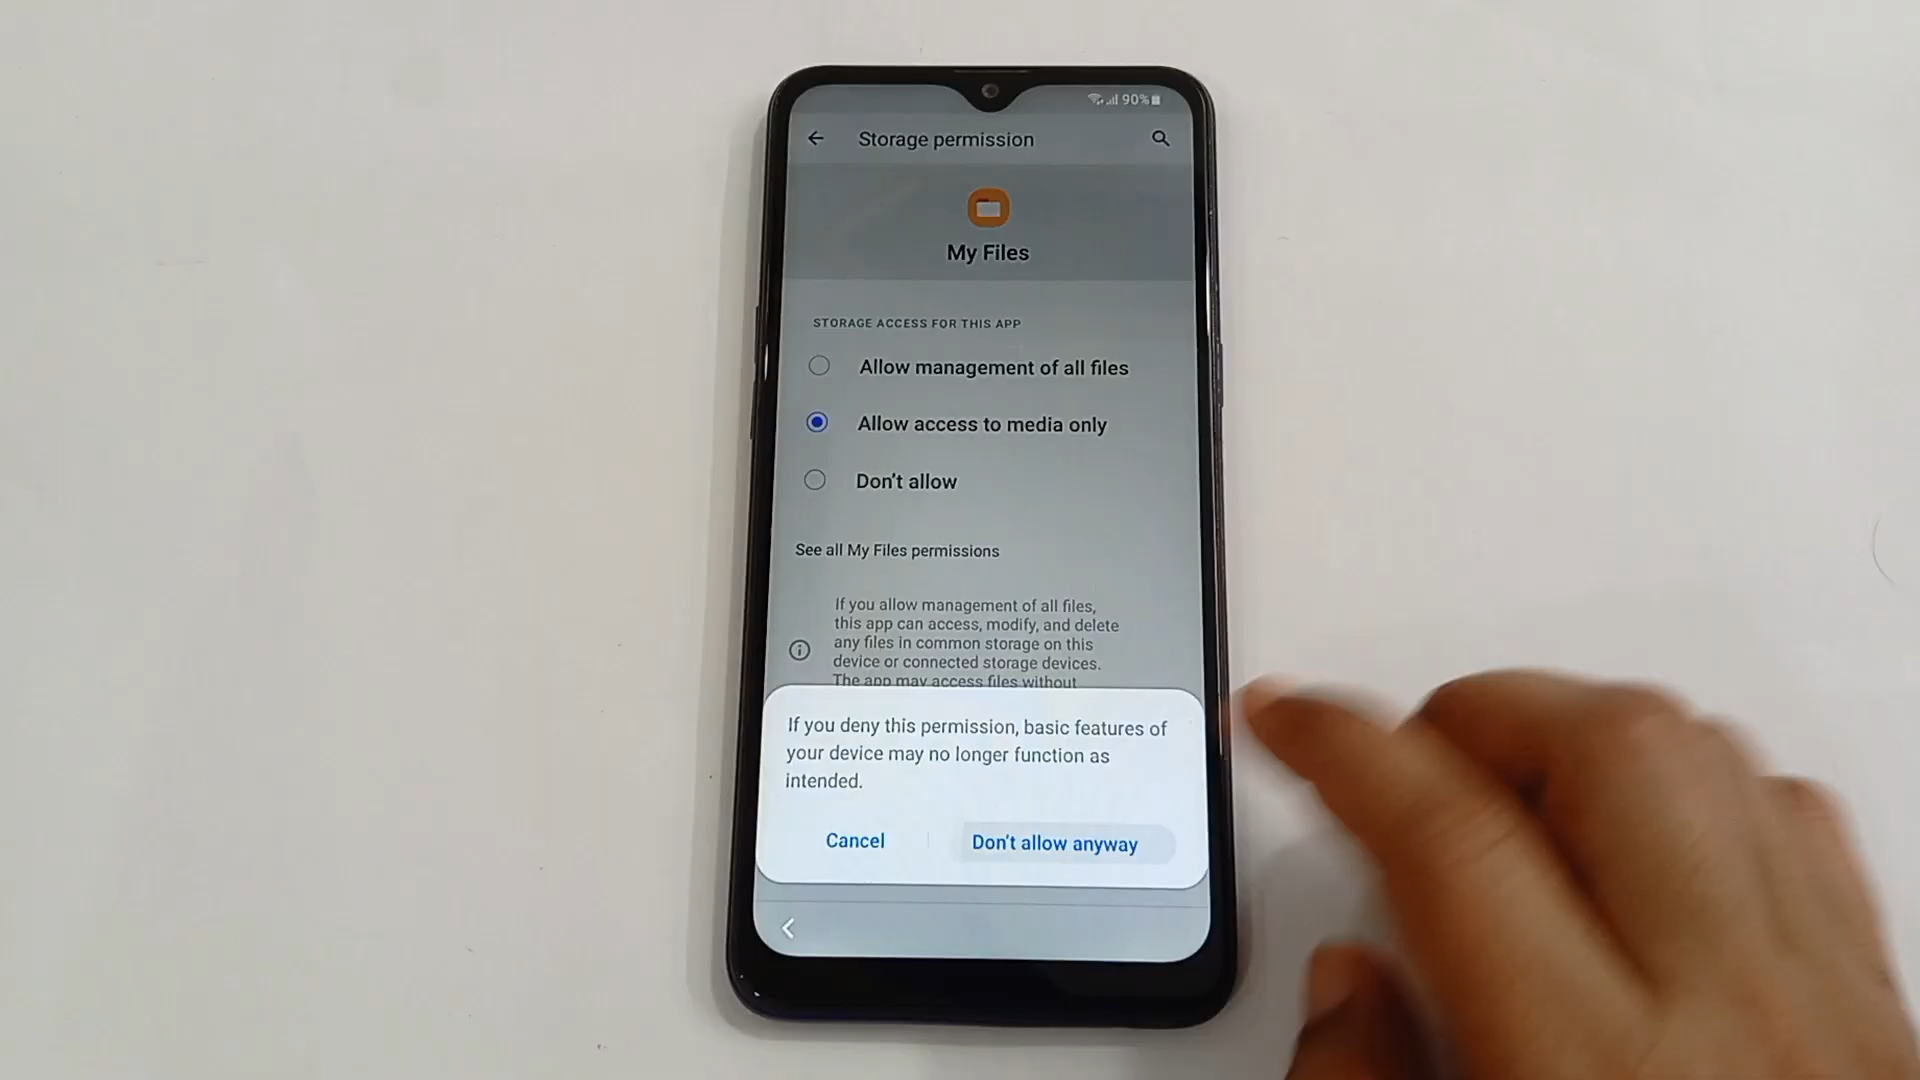 90%
Storage permission
My Files
STORAGE ACCESS FOR THIS APP
Allow management of all files
Allow access to media only
Don't allow
See all My Files permissions
If you allow management of all files,
this app can access, modify, and delete
any files in common storage on this
device or connected storage devices.
The app may access files without
If you deny this permission, basic features of
your device may no longer function as
intended.
Cancel
Don't allow anyway